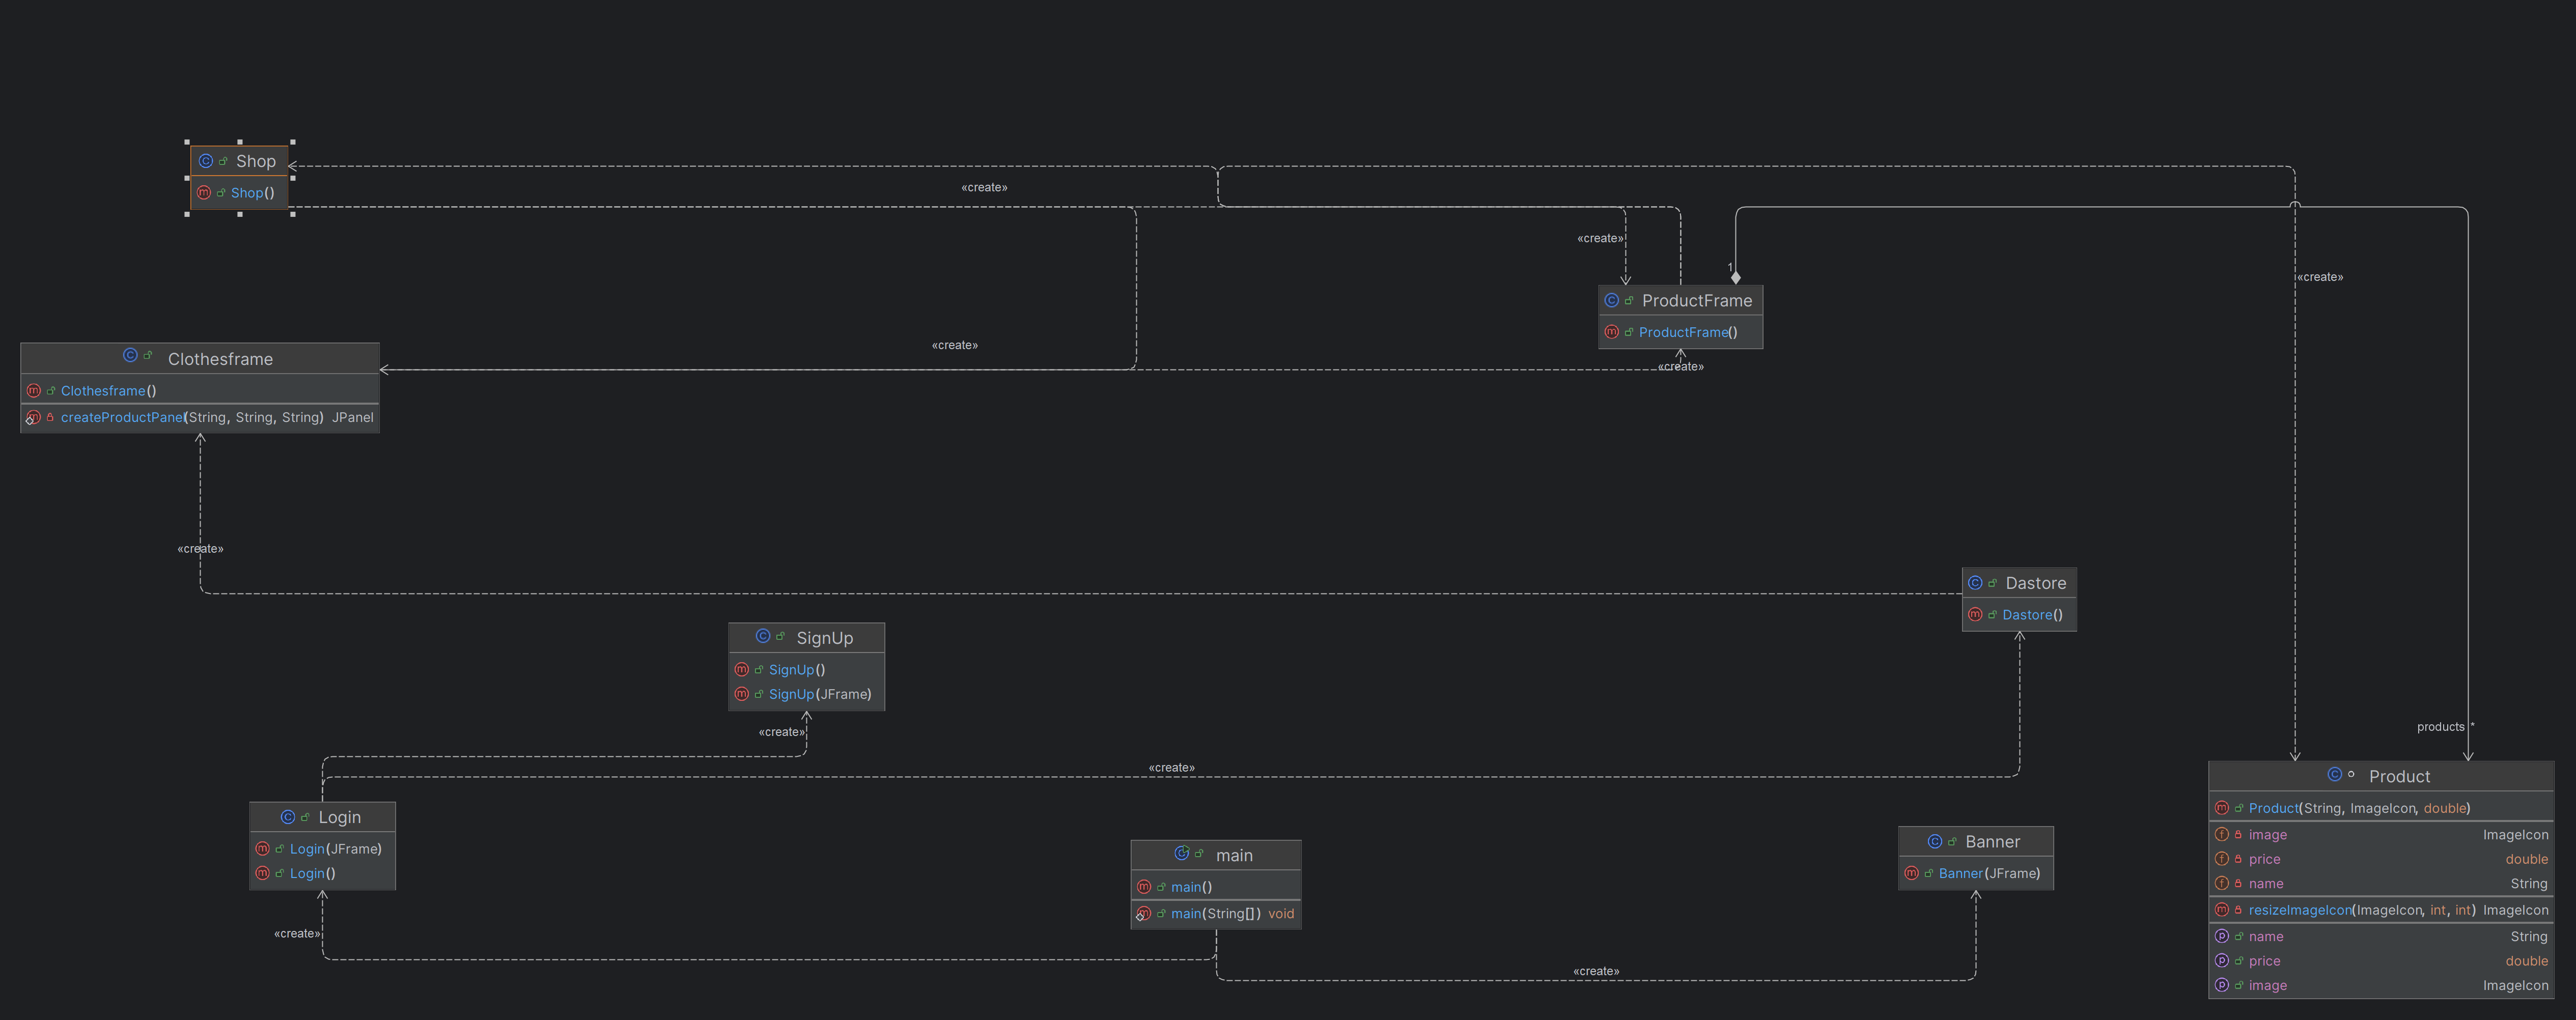 Shop
Shop()
«create»
«create»
1
«create»
ProductFrame
ProductFrame()
«create»
«create»
Clothesframe
Clothesframe()
createProductPanel(String, String, String) JPanel
«create»
Dastore
Dastore()
SignUp
SignUp()
SignUp(JFrame)
«create»
«create»
products *
Product
Product(String, ImageIcon, double)
image ImageIcon
price double
name String
resizeImageIcon(ImageIcon, int, int) ImageIcon
name String
price double
image ImageIcon
Login
Login(JFrame)
Login()
«create»
main
main()
main(String[]) void
Banner
Banner(JFrame)
«create»